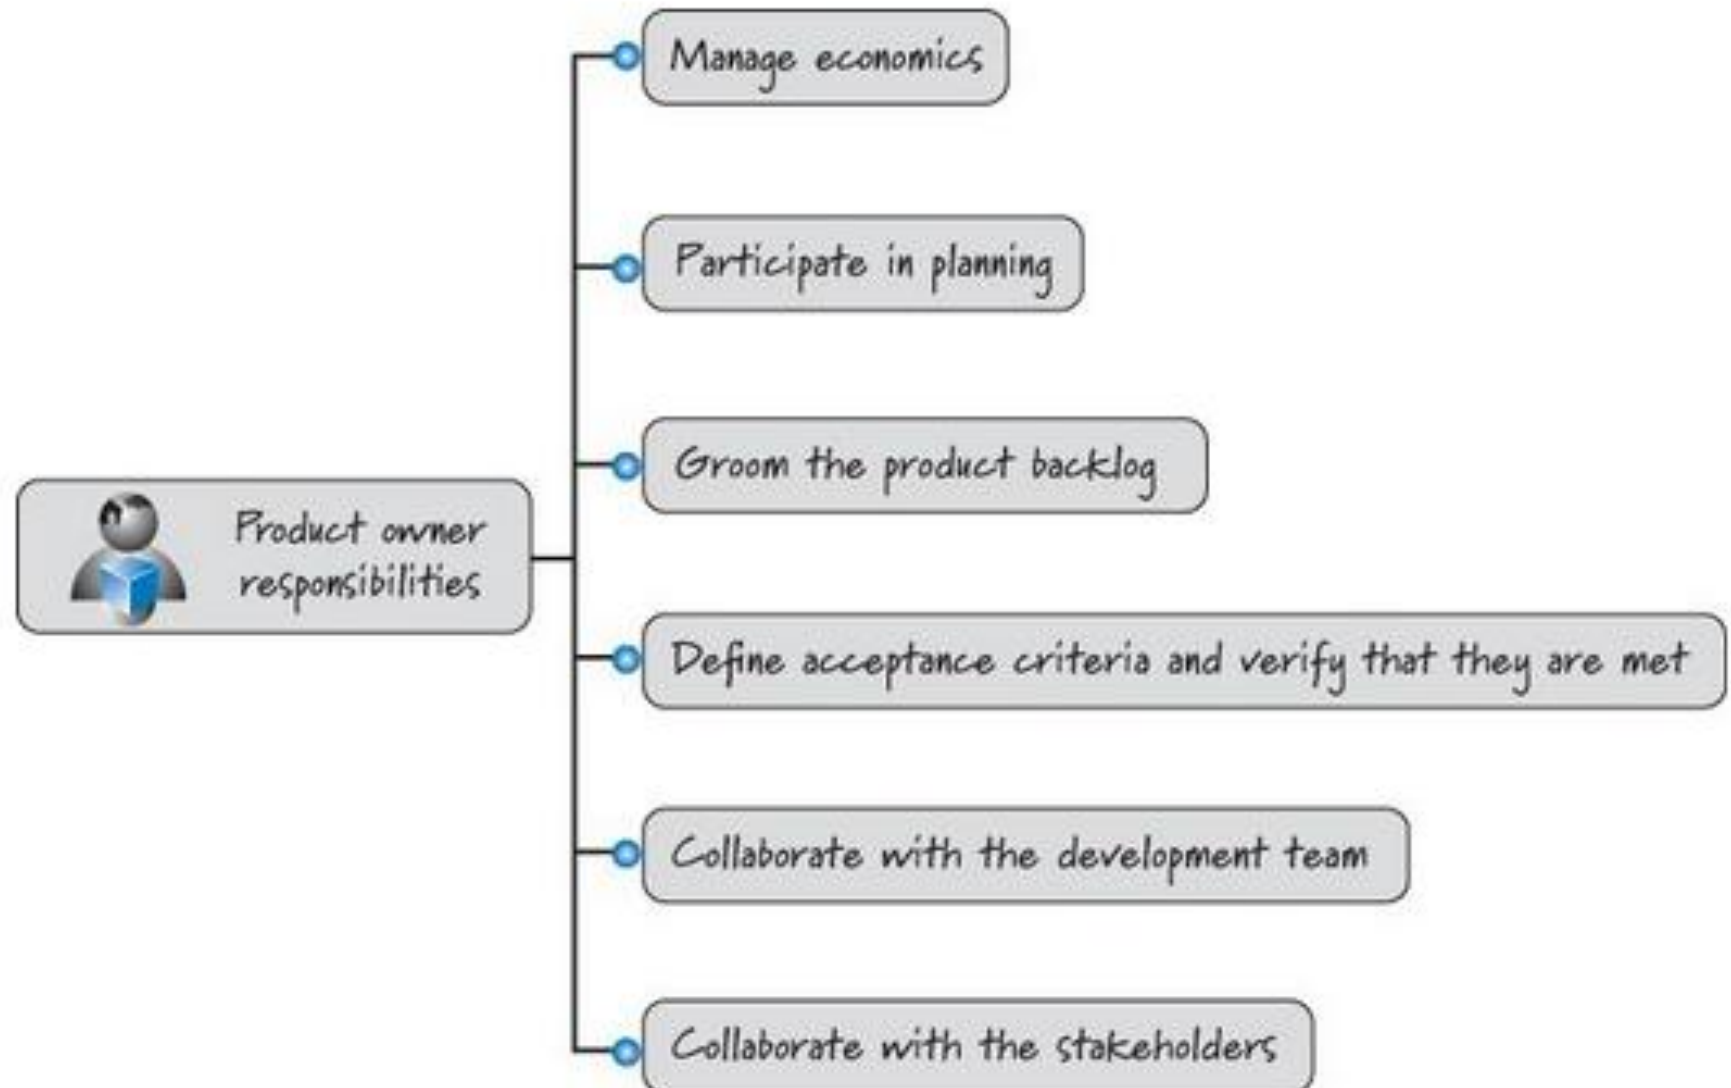 Manage economics
Participate in planning
Groom the product backlog
Product owner
responsibilities
Define acceptance criteria and verify that they are met
Collaborate with the development team
Collaborate with the stakeholders